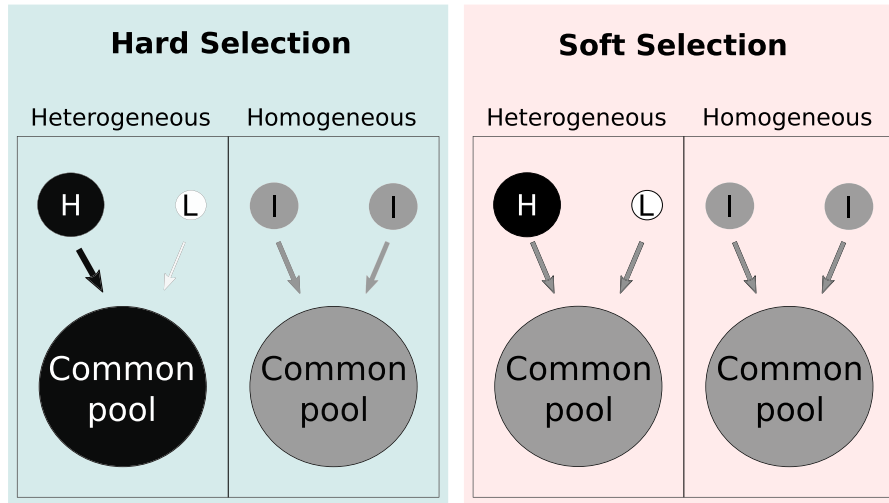 Hard Selection
Heterogeneous Homogeneous
H L I I
Common Common
pool pool
Soft Selection
Heterogeneous Homogeneous
H L I I
Common Common
pool pool